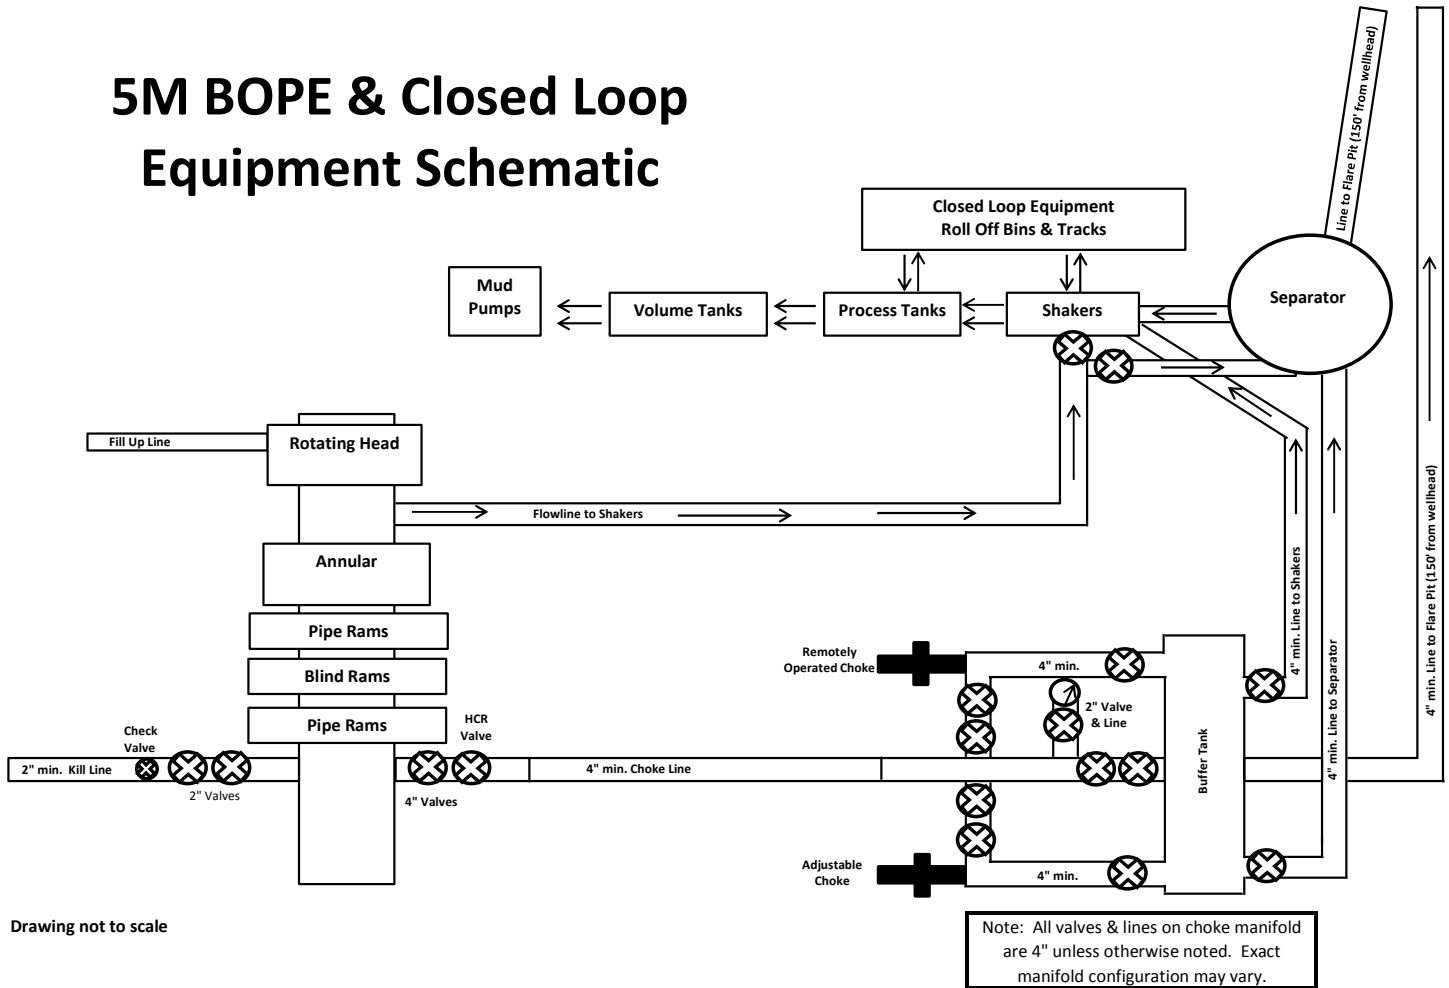 5M BOPE & Closed Loop
Equipment Schematic
Line to Flare Pit (150' from wellhead)
Closed Loop Equipment
Roll Off Bins & Tracks
Mud
Pumps
Volume Tanks
Process Tanks
Shakers
Separator
Fill Up Line
Rotating Head
Flowline to Shakers
Annular
Pipe Rams
Blind Rams
Pipe Rams
Check
Valve
HCR
Valve
2" min.  Kill Line
2" Valves
4" Valves
4" min. Choke Line
Remotely
Operated Choke
4" min.
2" Valve
& Line
Adjustable
Choke
4" min.
Buffer Tank
4" min. Line to Shakers
4" min. Line to Separator
4" min. Line to Flare Pit (150' from wellhead)
Drawing not to scale
Note:  All valves & lines on choke manifold
are 4" unless otherwise noted.  Exact
manifold configuration may vary.